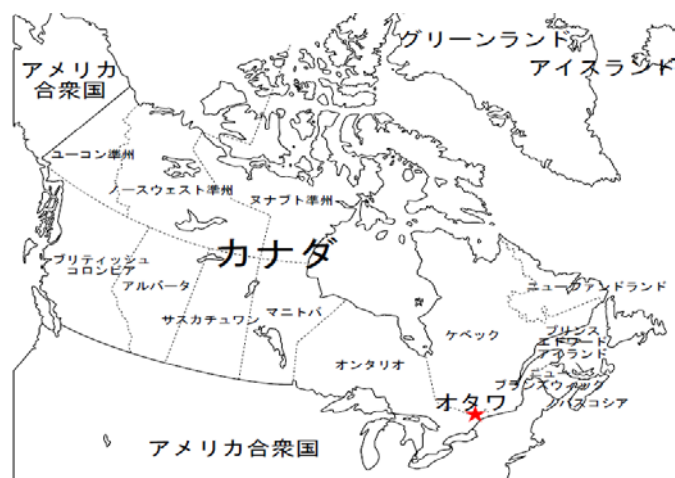 グリーンランド
アイスランド
アメリカ
合衆国
ユーコン準州
ノースウェスト準州
ヌナブト準州
カナダ
ブリティッシュ
コロンビア
アルバータ
サスカチュワン
マニトバ
オンタリオ
ケベック
ニューファンドランド
プリンス
エドワード
アイランド
ニュー
ブランズウィック
バスコシア
オタワ
アメリカ合衆国